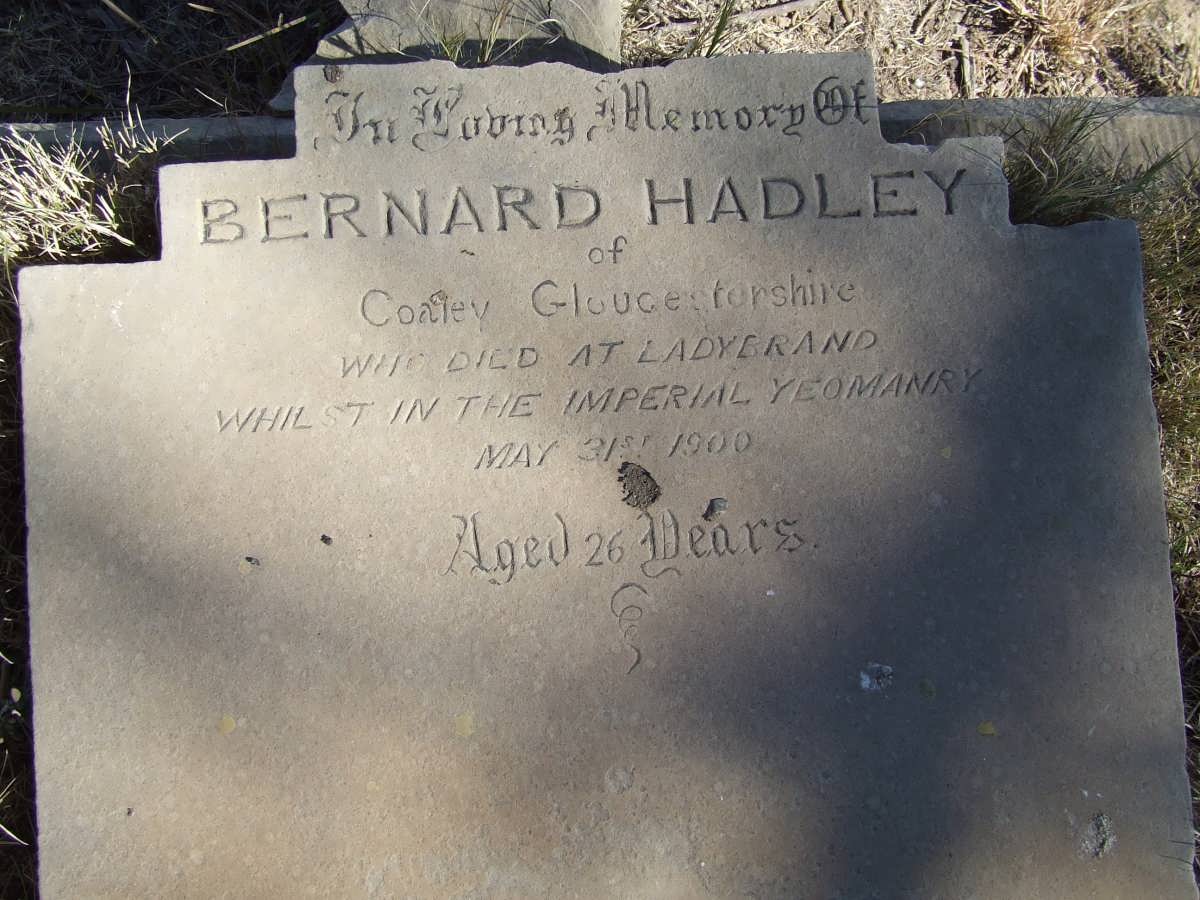 In Loving Memory Of
BERNARD HADLEY
of
Coaley Gloucestershire
WHO DIED AT LADYBRAND
WHILST IN THE IMPERIAL YEOMANRY
MAY 31ST 1900
Aged 26 Years.